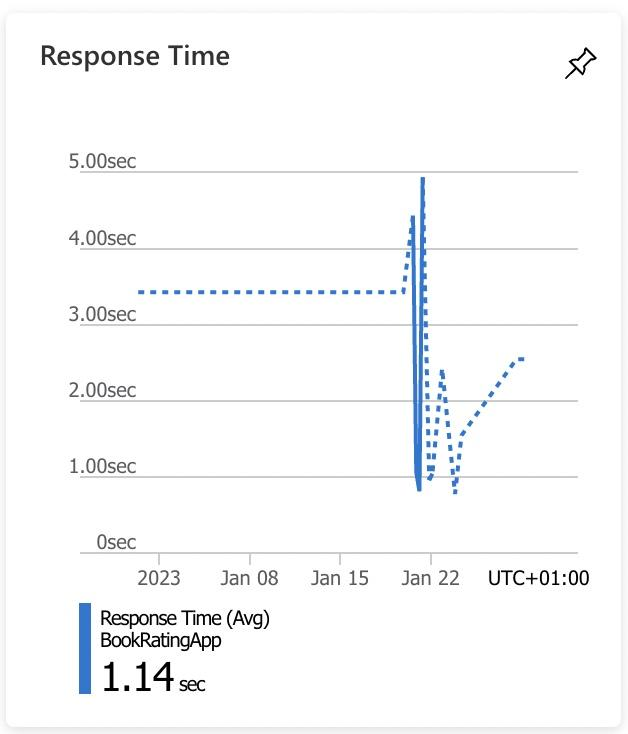 Response Time
5.00sec
4.00sec
3.00sec
2.00sec
1.00sec
0sec
2023 Jan 08 Jan 15 Jan 22 UTC+01:00
Response Time (Avg)
BookRatingApp
1.14 sec